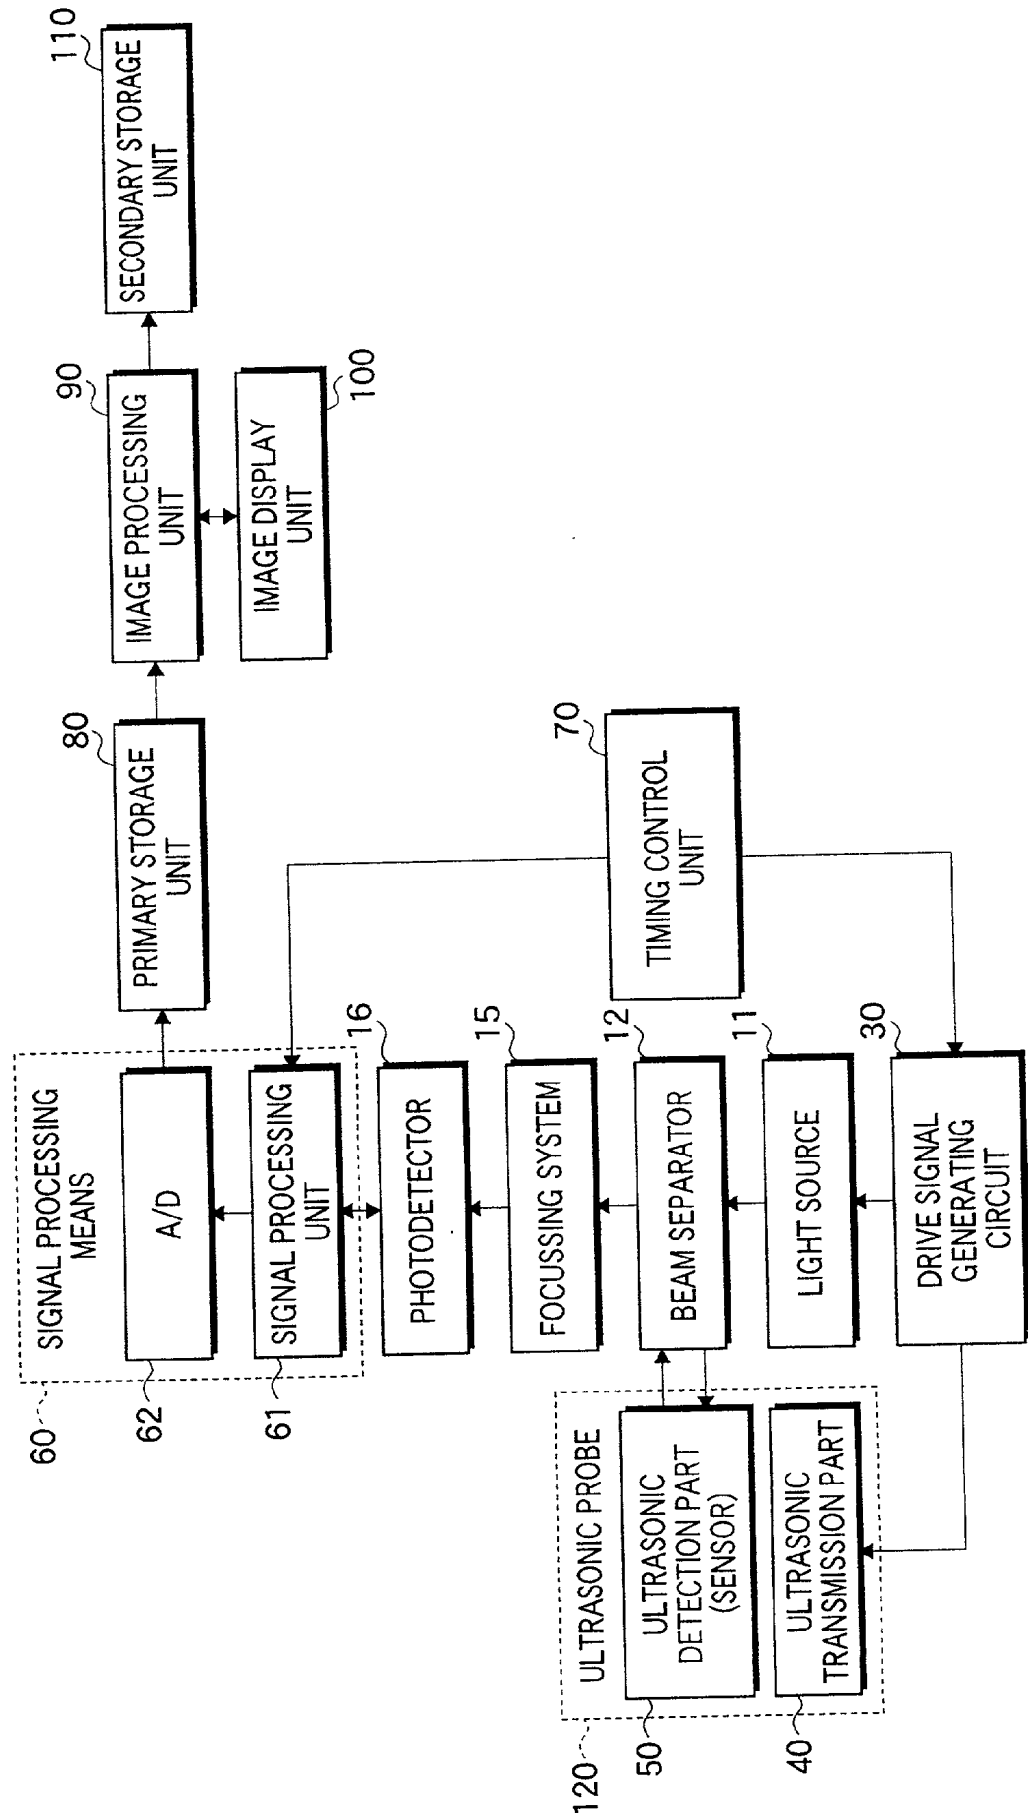 60
SIGNAL PROCESSING
MEANS
62
A/D
61
SIGNAL PROCESSING
UNIT
80
PRIMARY STORAGE
UNIT
90
IMAGE PROCESSING
UNIT
110
SECONDARY STORAGE
UNIT
100
IMAGE DISPLAY
UNIT
16
PHOTODETECTOR
15
FOCUSSING SYSTEM
12
BEAM SEPARATOR
11
LIGHT SOURCE
30
DRIVE SIGNAL
GENERATING
CIRCUIT
70
TIMING CONTROL
UNIT
120
ULTRASONIC PROBE
50
ULTRASONIC
DETECTION PART
(SENSOR)
40
ULTRASONIC
TRANSMISSION PART